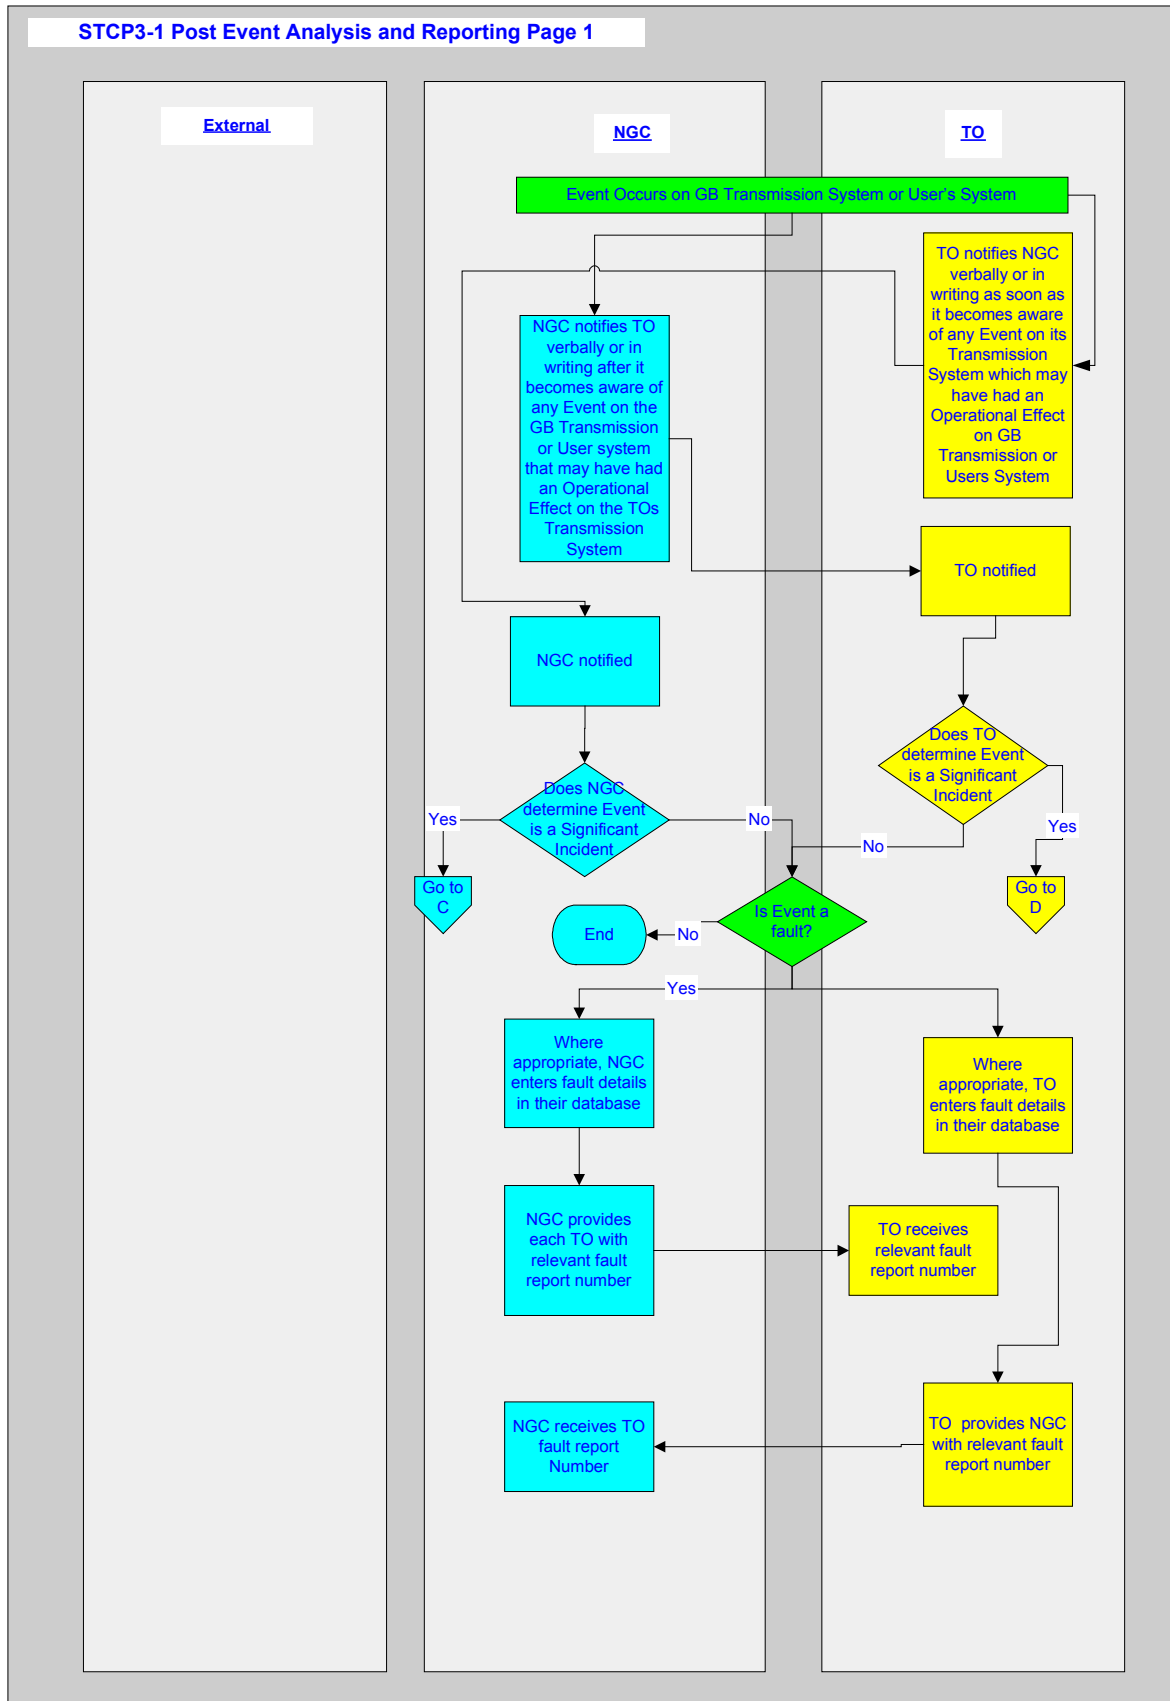 STCP3-1 Post Event Analysis and Reporting Page 1
External
NGC
TO
Event Occurs on GB Transmission System or User's System
TO notifies NGC
verbally or in
writing as soon as
it becomes aware
of any Event on its
Transmission
System which may
have had an
Operational Effect
on GB
Transmission or
Users System
NGC notifies TO
verbally or in
writing after it
becomes aware of
any Event on the
GB Transmission
or User system
that may have had
an Operational
Effect on the TOs
Transmission
System
TO notified
NGC notified
Does TO
determine Event
is a Significant
Incident
Does NGC
determine Event
is a Significant
Incident
Yes
No
No
Yes
Go to
C
Go to
D
Is Event a
fault?
End
No
Yes
Where
appropriate, NGC
enters fault details
in their database
Where
appropriate, TO
enters fault details
in their database
NGC provides
each TO with
relevant fault
report number
TO receives
relevant fault
report number
NGC receives TO
fault report
Number
TO  provides NGC
with relevant fault
report number